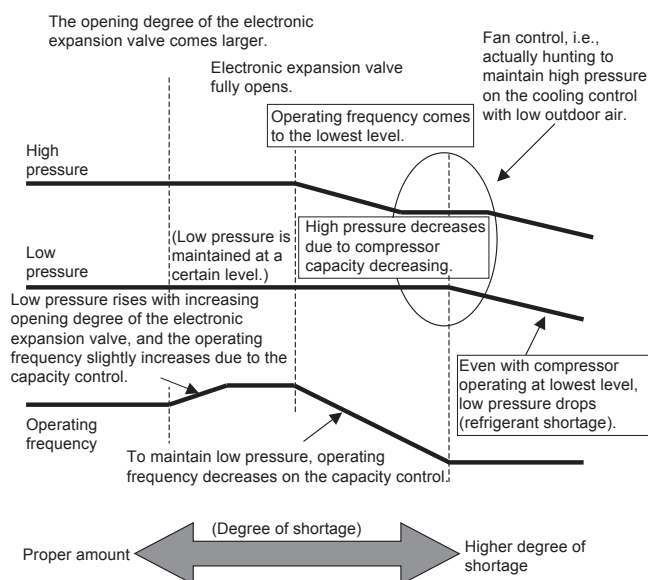 The opening degree of the electronic
expansion valve comes larger.
Electronic expansion valve
fully opens.
Fan control, i.e.,
actually hunting to
maintain high pressure
on the cooling control
with low outdoor air.
Operating frequency comes
to the lowest level.
High
pressure
(Low pressure is
maintained at a
certain level.)
High pressure decreases
due to compressor
capacity decreasing.
Low
pressure
Low pressure rises with increasing
opening degree of the electronic
expansion valve, and the operating
frequency slightly increases due to the
capacity control.
Even with compressor
operating at lowest level,
low pressure drops
(refrigerant shortage).
Operating
frequency
To maintain low pressure, operating
frequency decreases on the capacity control.
(Degree of shortage)
Proper amount
Higher degree of
shortage